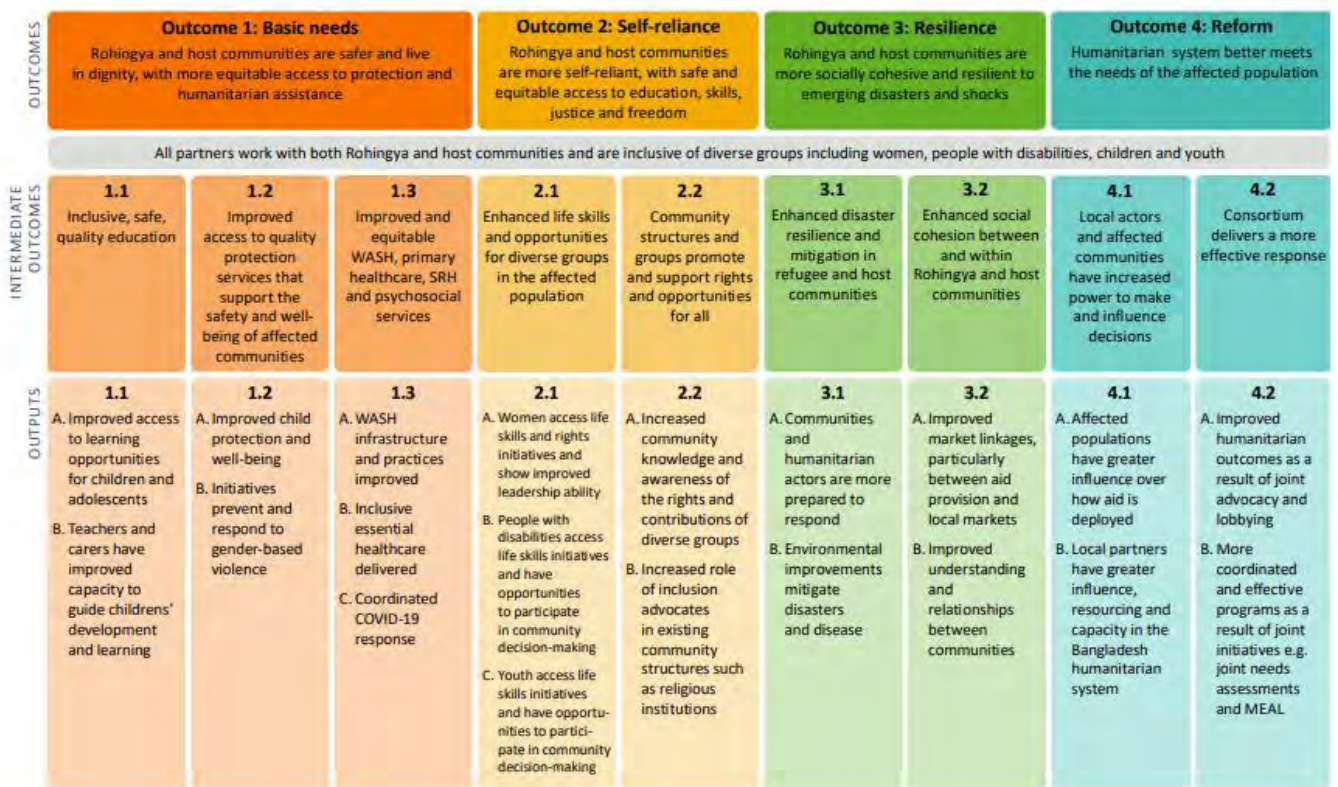 OUTCOMES
Outcome 1: Basic needs
Rohingya and host communities are safer and live
in dignity, with more equitable access to protection and
humanitarian assistance
Outcome 2: Self-reliance
Rohingya and host communities
are more self-reliant, with safe and
equitable access to education, skills,
justice and freedom
Outcome 3: Resilience
Rohingya and host communities are
more socially cohesive and resilient to
emerging disasters and shocks
Outcome 4: Reform
Humanitarian system better meets
the needs of the affected population
All partners work with both Rohingya and host communities and are inclusive of diverse groups including women, people with disabilities, children and youth
INTERMEDIATE
OUTCOMES
1.1
Inclusive, safe,
quality education
1.2
Improved
access to quality
protection
services that
support the
safety and well-
being of affected
communities
1.3
Improved and
equitable
WASH, primary
healthcare, SRH
and psychosocial
services
2.1
Enhanced life skills
and opportunities
for diverse groups
in the affected
population
2.2
Community
structures and
groups promote
and support rights
and opportunities
for all
3.1
Enhanced disaster
resilience and
mitigation in
refugee and host
communities
3.2
Enhanced social
cohesion between
and within
Rohingya and host
communities
4.1
Local actors
and affected
communities
have increased
power to make
and influence
decisions
4.2
Consortium
delivers a more
effective response
OUTPUTS
1.1
A. Improved access
to learning
opportunities
for children and
adolescents
B. Teachers and
carers have
improved
capacity to
guide childrens'
development
and learning
1.2
A. Improved child
protection and
well-being
B. Initiatives
prevent and
respond to
gender-based
violence
1.3
A. WASH
infrastructure
and practices
improved
B. Inclusive
essential
healthcare
delivered
C. Coordinated
COVID-19
response
2.1
A. Women access life
skills and rights
initiatives and
show improved
leadership ability
B. People with
disabilities access
life skills initiatives
and have
opportunities
to participate
in community
decision-making
C. Youth access life
skills initiatives
and have opportu-
nities to partici-
pate in community
decision-making
2.2
A. Increased
community
knowledge and
awareness of
the rights and
contributions of
diverse groups
B. Increased role
of inclusion
advocates
in existing
community
structures such
as religious
institutions
3.1
A. Communities
and
humanitarian
actors are more
prepared to
respond
B. Environmental
improvements
mitigate
disasters
and disease
3.2
A. Improved
market linkages,
particularly
between aid
provision and
local markets
B. Improved
understanding
and
relationships
between
communities
4.1
A. Affected
populations
have greater
influence over
how aid is
deployed
B. Local partners
have greater
influence,
resourcing and
capacity in the
Bangladesh
humanitarian
system
4.2
A. Improved
humanitarian
outcomes as a
result of joint
advocacy and
lobbying
B. More
coordinated
and effective
programs as a
result of joint
initiatives e.g.
joint needs
assessments
and MEAL